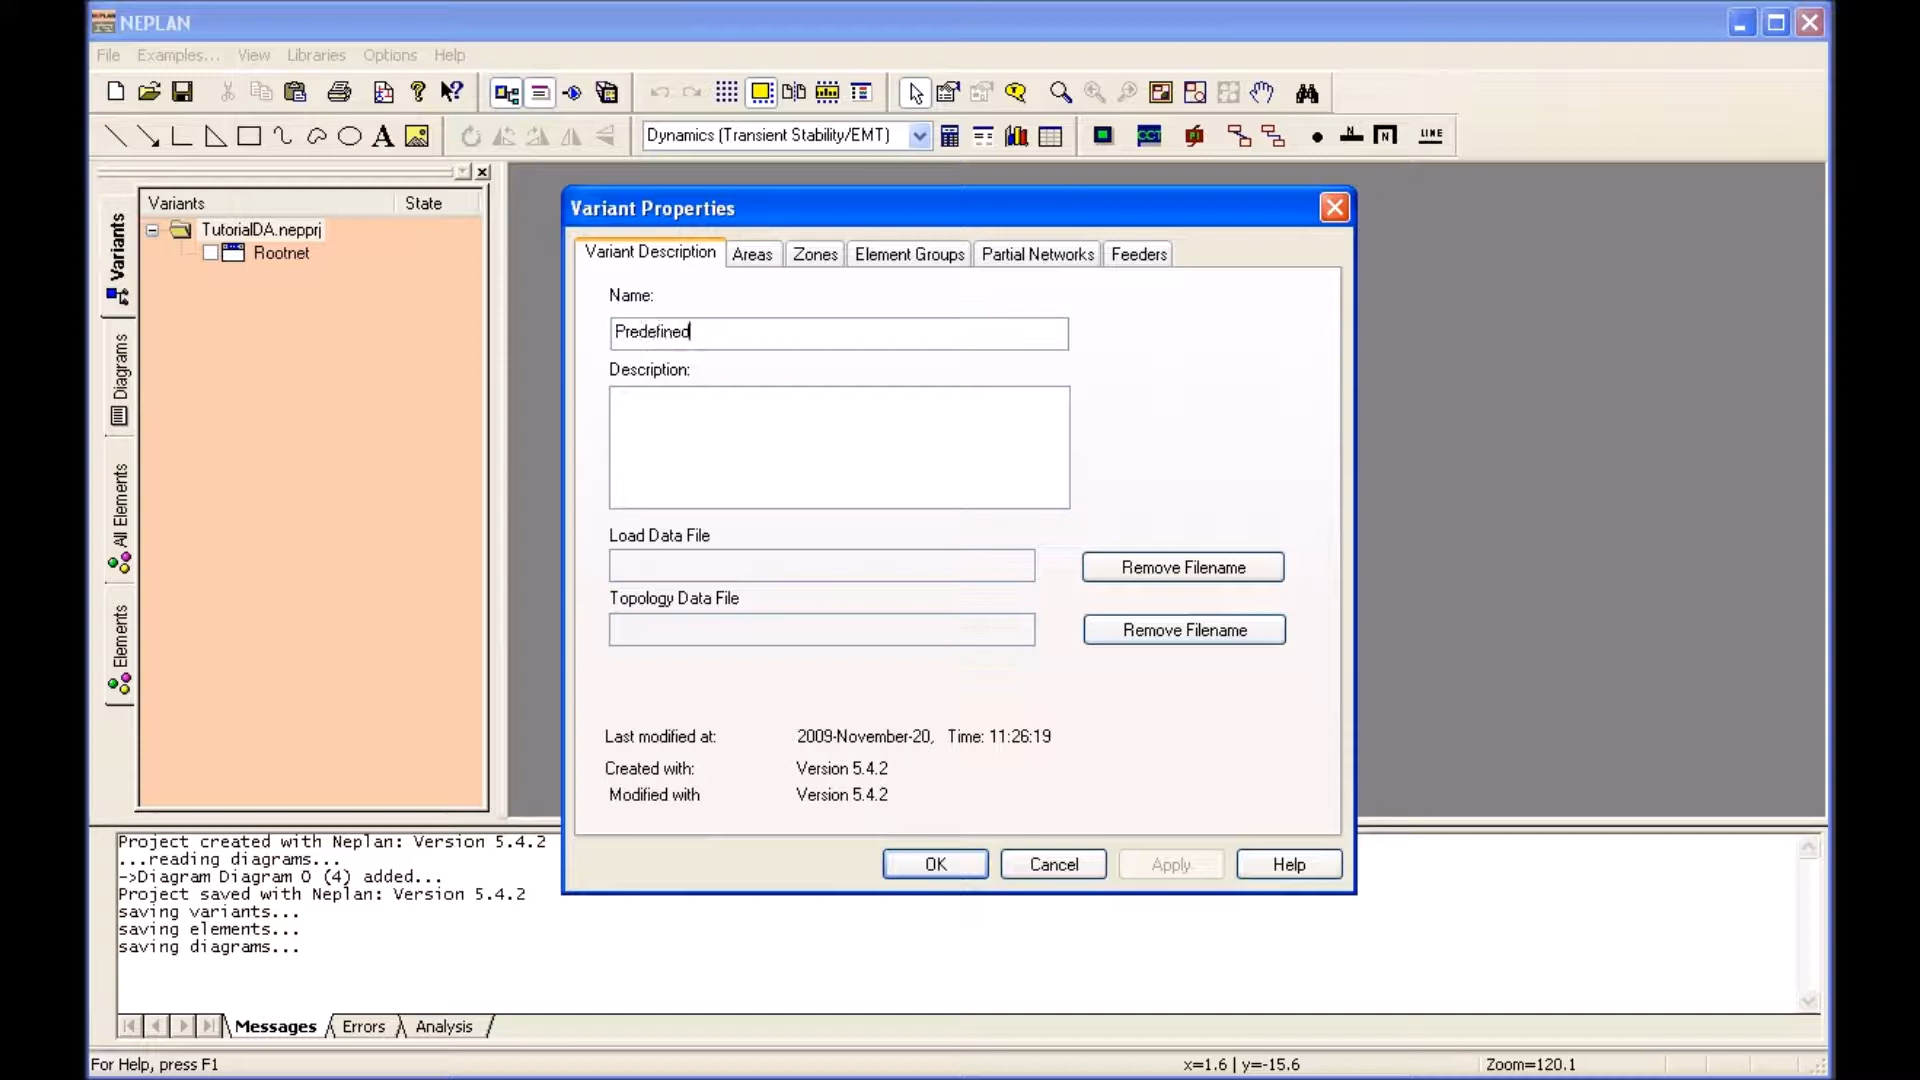 NEPLAN
File Examples... View Libraries Options Help
Dynamics (Transient Stability/EMT)
CCT
N
N
LINE
Variants
Diagrams
All Elements
Elements
Variants State
TutorialDA.nepprj
Rootnet
Variant Properties
Variant Description Areas Zones Element Groups Partial Networks Feeders
Name:
Predefined
Description:
Load Data File
Remove Filename
Topology Data File
Remove Filename
Last modified at: 2009-November-20, Time: 11:26:19
Created with: Version 5.4.2
Modified with Version 5.4.2
OK Cancel Apply Help
Project created with Neplan: Version 5.4.2
...reading diagrams...
->Diagram Diagram 0 (4) added...
Project saved with Neplan: Version 5.4.2
saving variants...
saving elements...
saving diagrams...
Messages Errors Analysis
For Help, press F1 x=1.6 | y=-15.6 Zoom=120.1